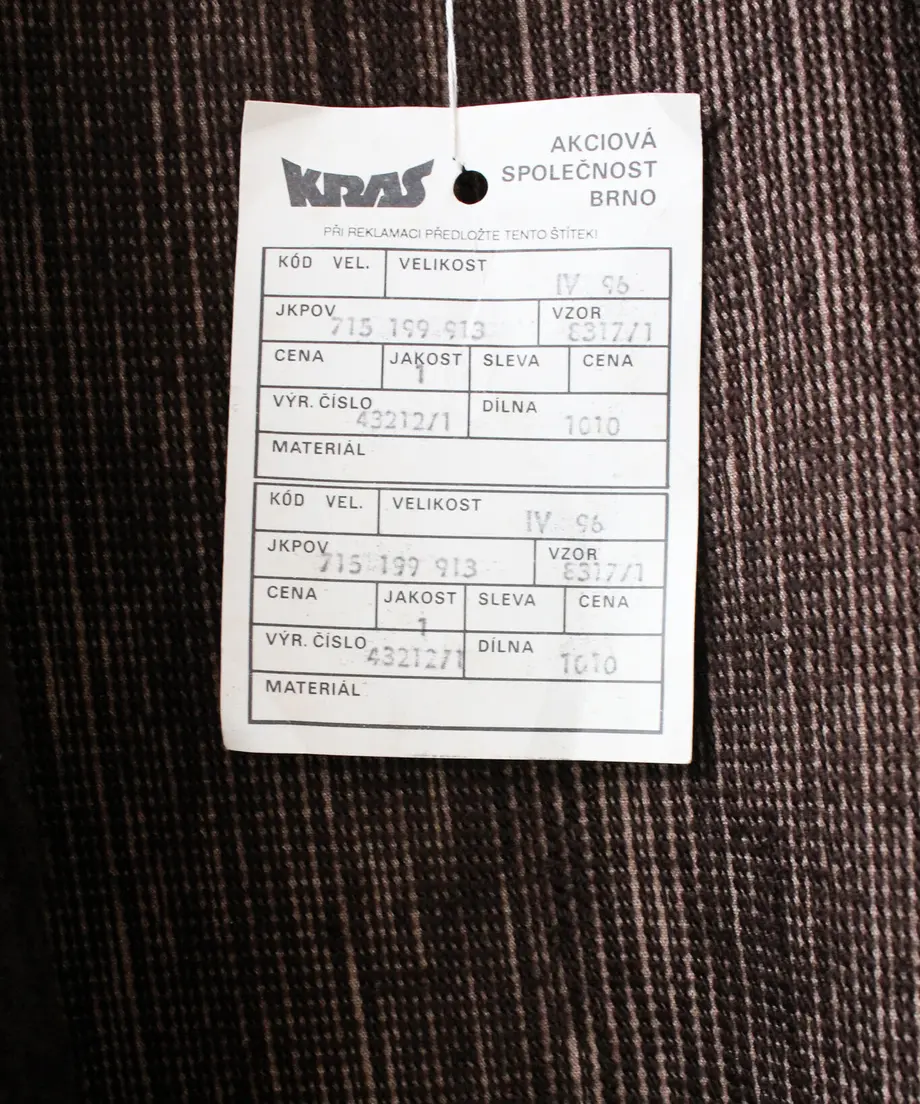 KRAS
AKCIOVÁ
SPOLEČNOST
BRNO
PŘI REKLAMACI PŘEDLOŽTE TENTO ŠTÍTEK!
KÓD VEL. VELIKOST IV 96
JKPOV 715 199 913 VZOR 8317/1
CENA JAKOST 1 SLEVA CENA
VÝR. ČÍSLO 43212/1 DÍLNA 1010
MATERIÁL
KÓD VEL. VELIKOST IV 96
JKPOV 715 199 913 VZOR 8317/1
CENA JAKOST 1 SLEVA CENA
VÝR. ČÍSLO 43212/1 DÍLNA 1010
MATERIÁL